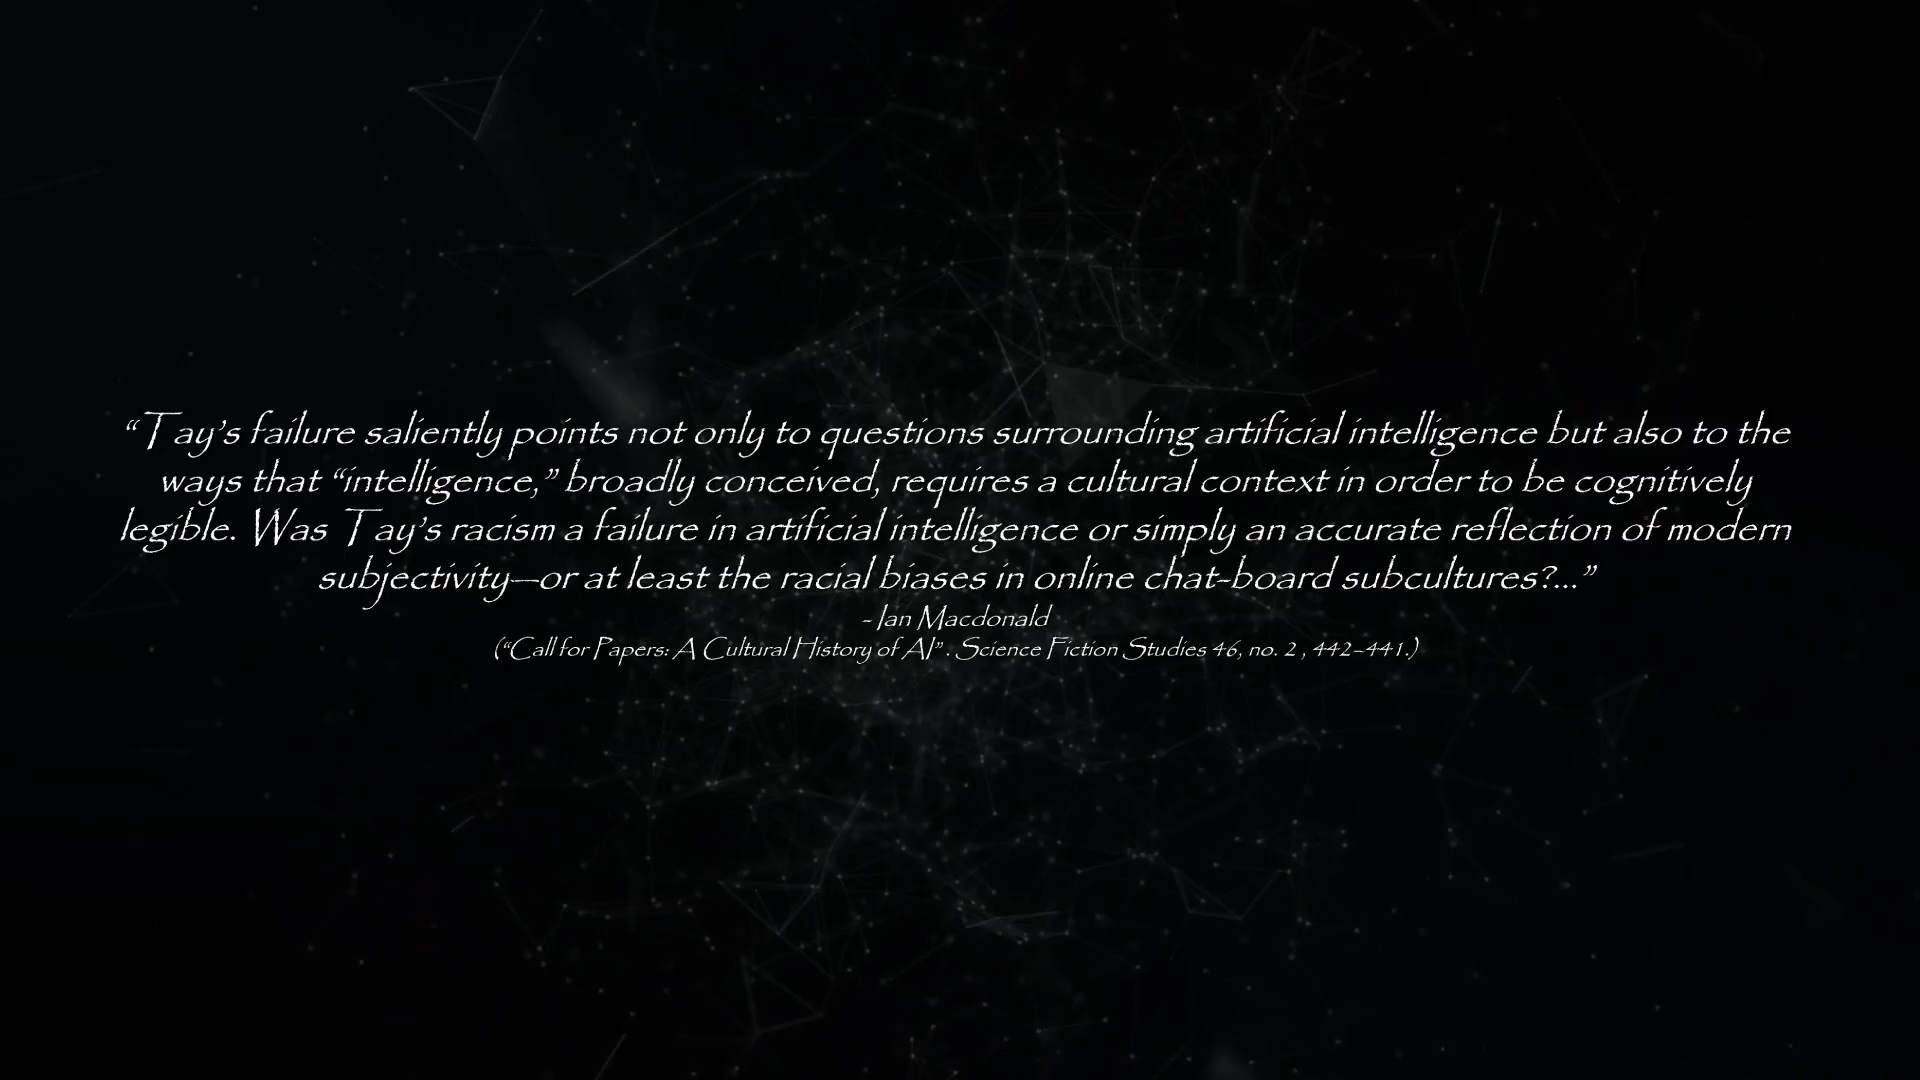 “Tay’s failure saliently points not only to questions surrounding artificial intelligence but also to the
ways that “intelligence,” broadly conceived, requires a cultural context in order to be cognitively
legible. Was Tay’s racism a failure in artificial intelligence or simply an accurate reflection of modern
subjectivity—or at least the racial biases in online chat-board subcultures?...”
- Ian Macdonald
(“Call for Papers: A Cultural History of AI” . Science Fiction Studies 46, no. 2 , 442–441.)